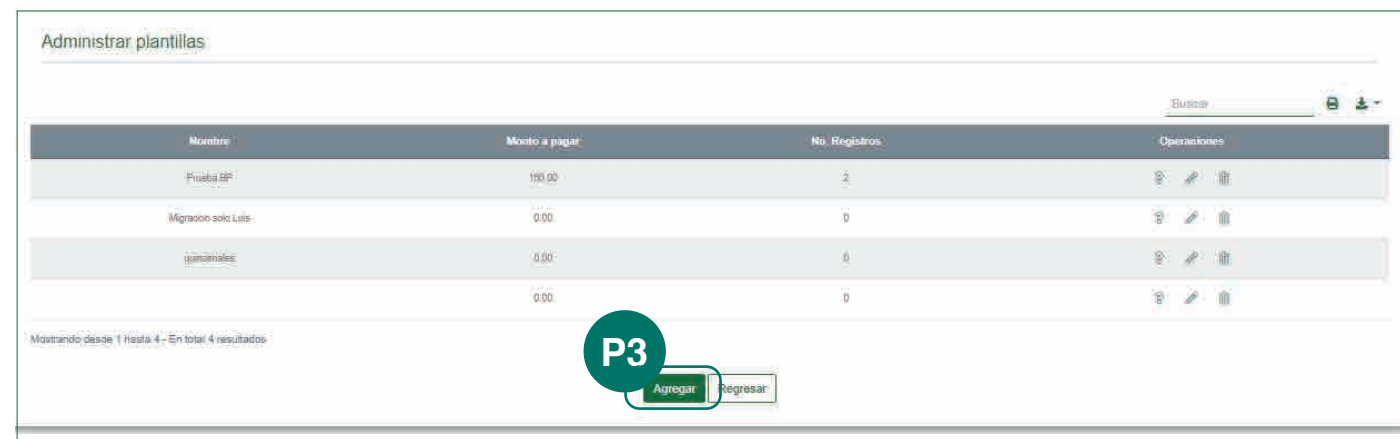 Administrar plantillas
Buscar
Nombre Monto a pagar No. Registros Operaciones
Prueba BP 160.00 2
Migracion solo Luis 0.00 0
quincenales 0.00 0
0.00 0
Mostrando desde 1 hasta 4 - En total 4 resultados
P3
Agregar Regresar